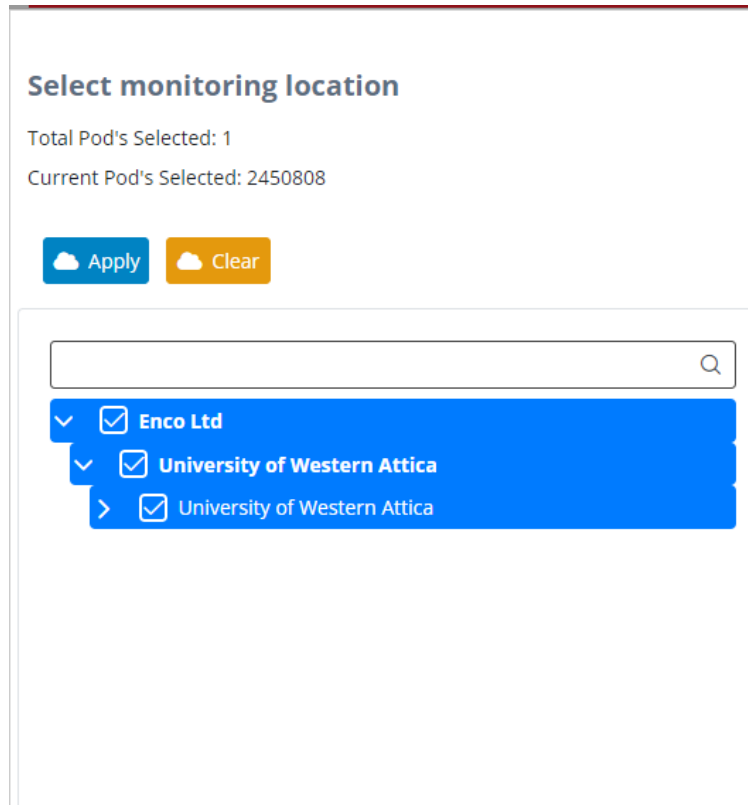 Select monitoring location
Total Pod's Selected: 1
Current Pod's Selected: 2450808
Apply Clear
Enco Ltd
University of Western Attica
University of Western Attica